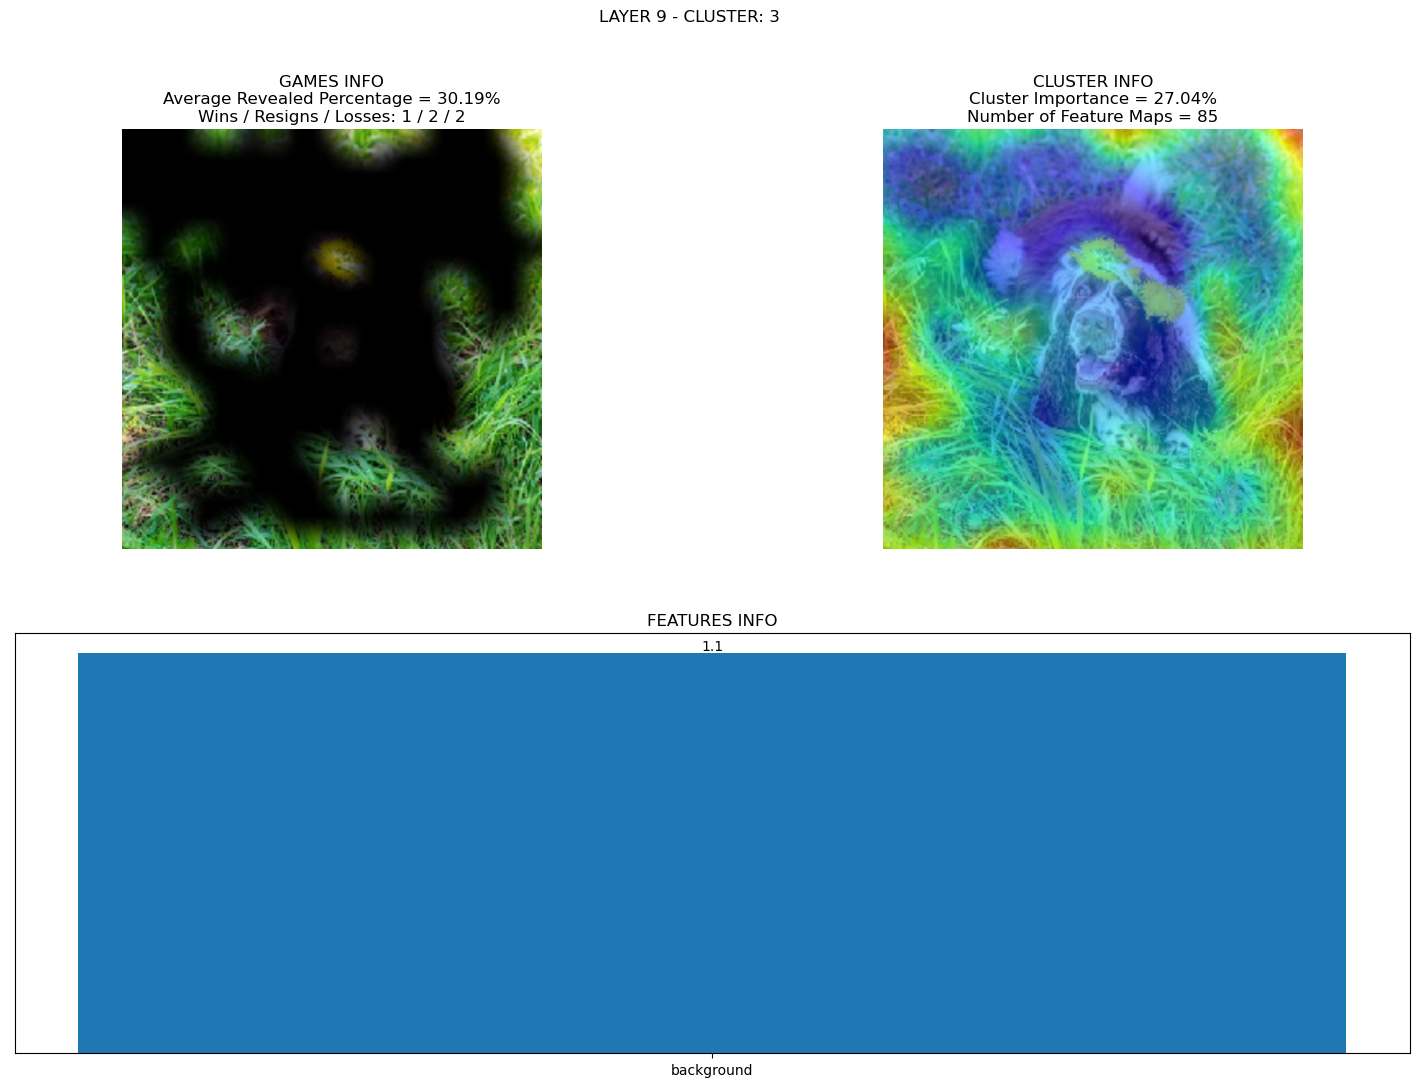 LAYER 9 - CLUSTER: 3
GAMES INFO
Average Revealed Percentage = 30.19%
Wins / Resigns / Losses: 1 / 2 / 2
CLUSTER INFO
Cluster Importance = 27.04%
Number of Feature Maps = 85
FEATURES INFO
1.1
background